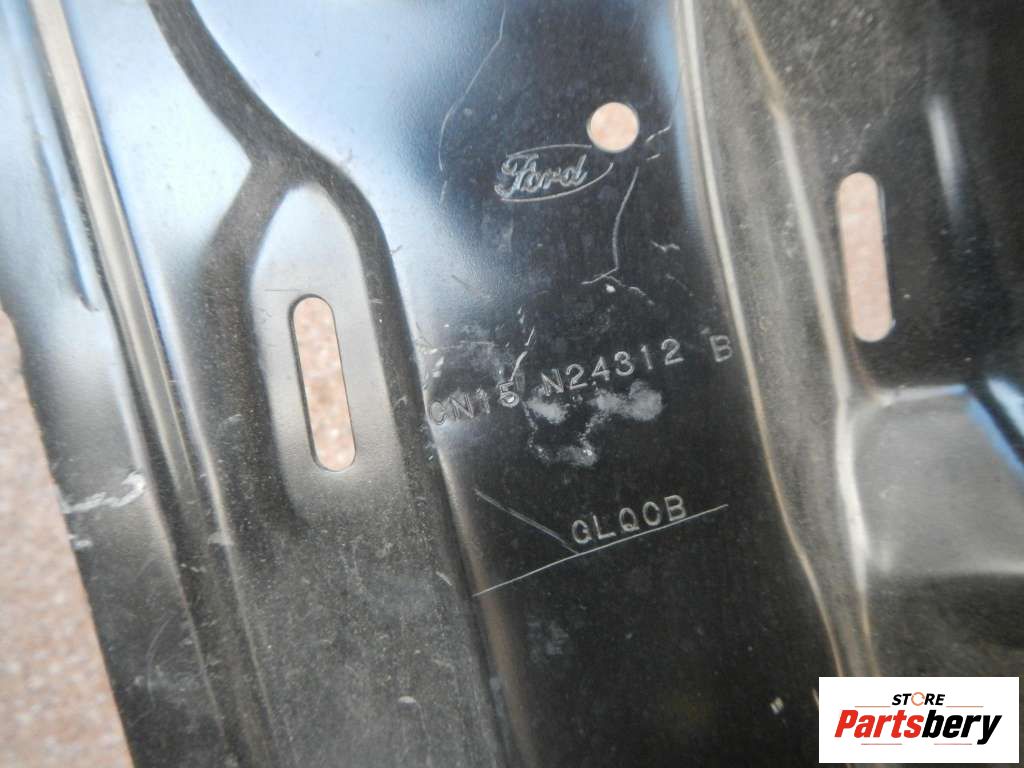 Ford
CN15 N24312 B
GLQCB
STORE
Partsbery